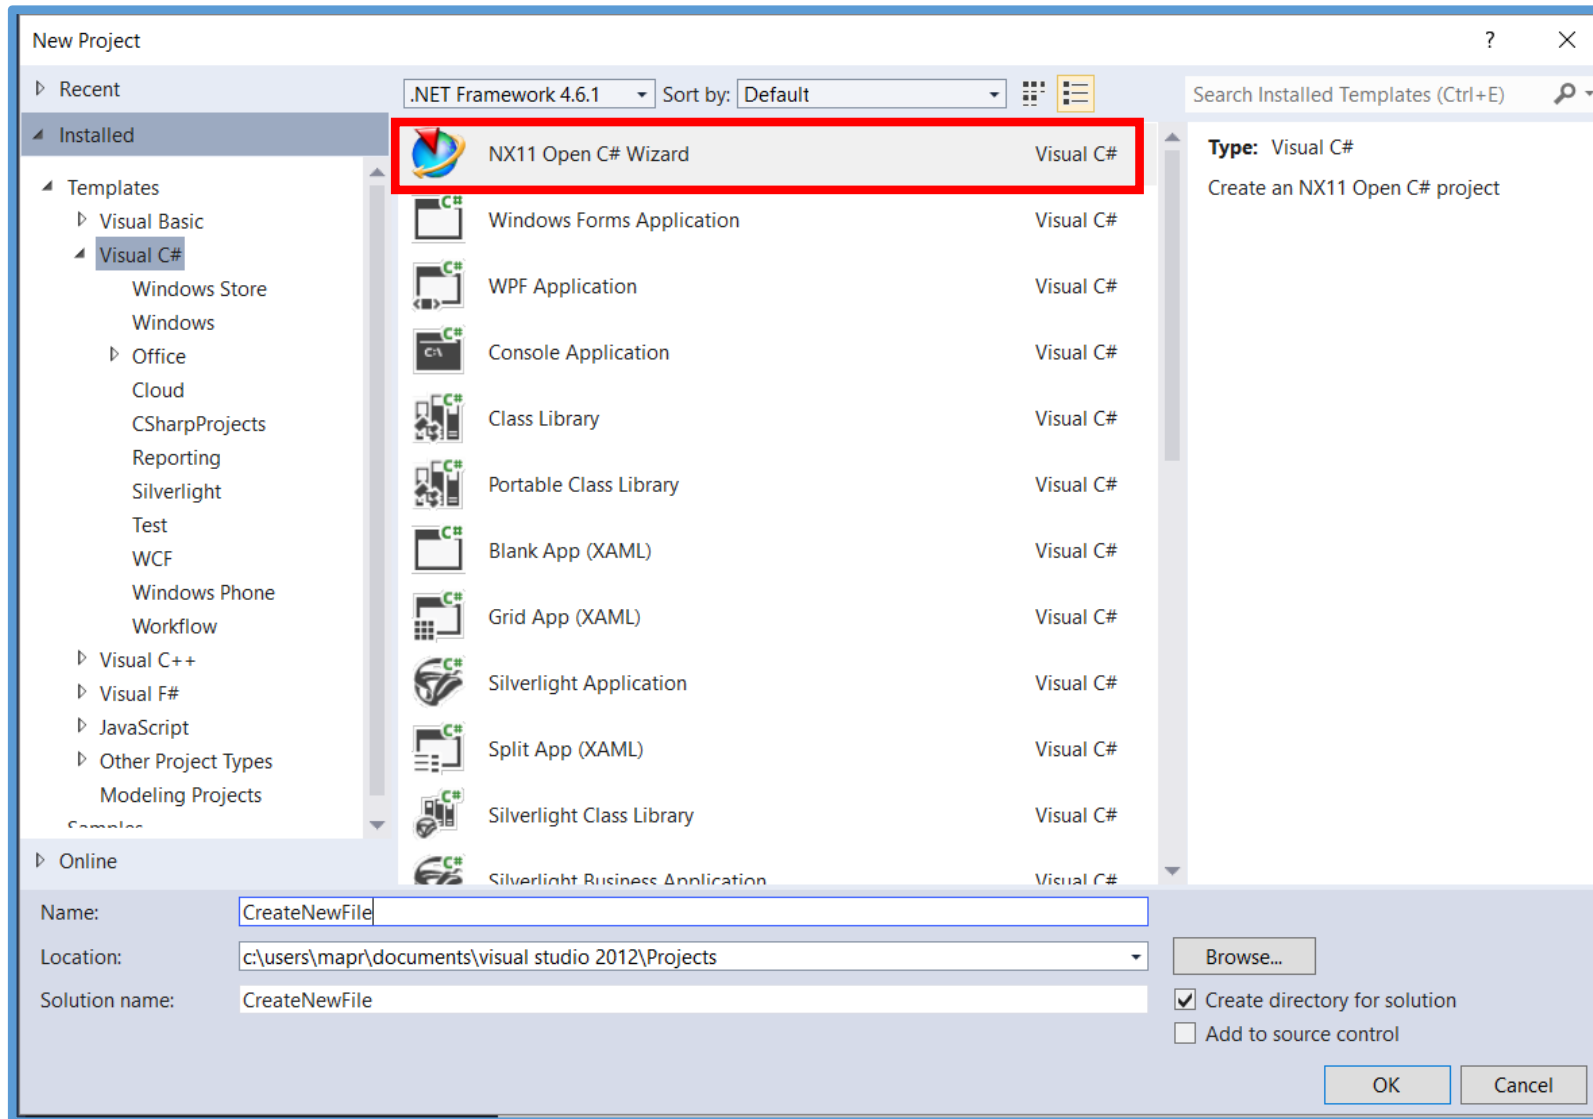 New Project
?
Recent
.NET Framework 4.6.1
Sort by:
Default
Search Installed Templates (Ctrl+E)
Installed
Templates
Visual Basic
Visual C#
Windows Store
Windows
Office
Cloud
CSharpProjects
Reporting
Silverlight
Test
WCF
Windows Phone
Workflow
Visual C++
Visual F#
JavaScript
Other Project Types
Modeling Projects
Samples
Online
NX11 Open C# Wizard Visual C#
Windows Forms Application Visual C#
WPF Application Visual C#
Console Application Visual C#
Class Library Visual C#
Portable Class Library Visual C#
Blank App (XAML) Visual C#
Grid App (XAML) Visual C#
Silverlight Application Visual C#
Split App (XAML) Visual C#
Silverlight Class Library Visual C#
Silverlight Business Application Visual C#
Type: Visual C#
Create an NX11 Open C# project
Name: CreateNewFile
Location: c:\users\mapr\documents\visual studio 2012\Projects
Browse...
Solution name: CreateNewFile
Create directory for solution
Add to source control
OK
Cancel